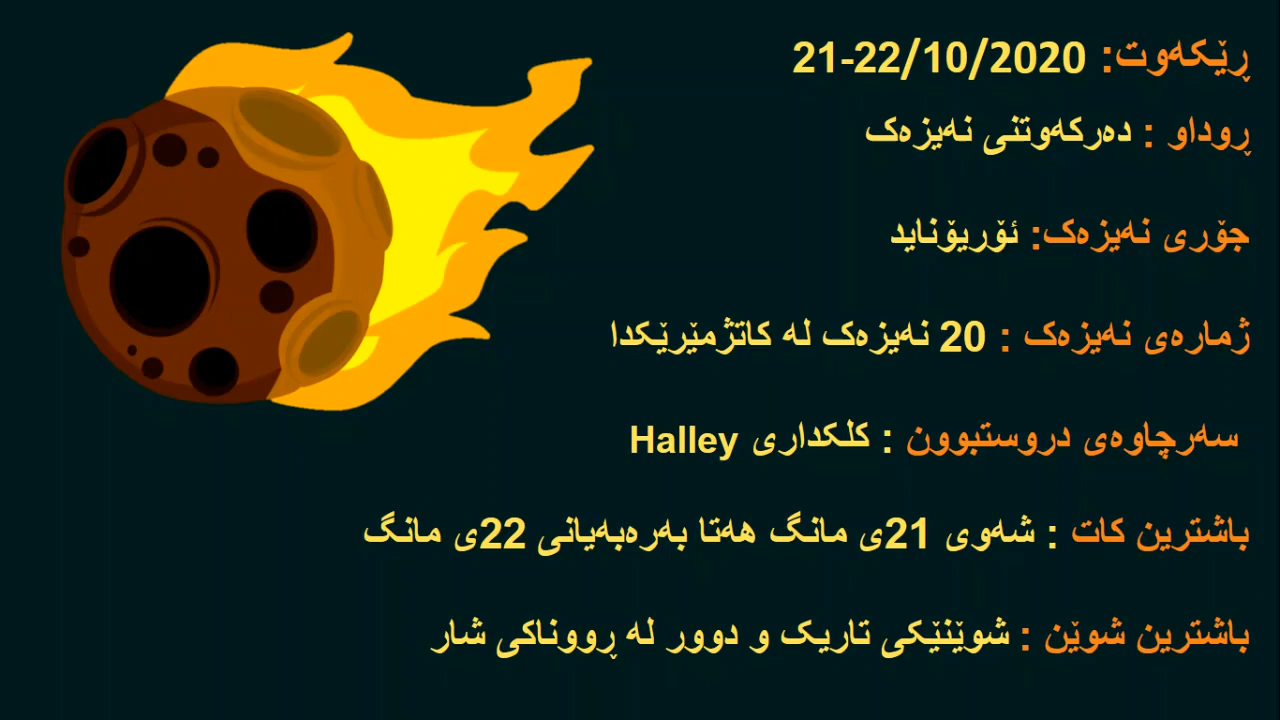 ڕێکەوت: 21-22/10/2020
ڕوداو : دەرکەوتنی نەیزەک
جۆری نەیزەک: ئۆریۆناید
ژمارەی نەیزەک : 20 نەیزەک لە کاتژمێرێکدا
سەرچاوەی دروستبوون : کلکداری Halley
باشترین کات : شەوی 21ی مانگ هەتا بەرەبەیانی 22ی مانگ
باشترین شوێن : شوێنێکی تاریک و دوور لە ڕووناکی شار